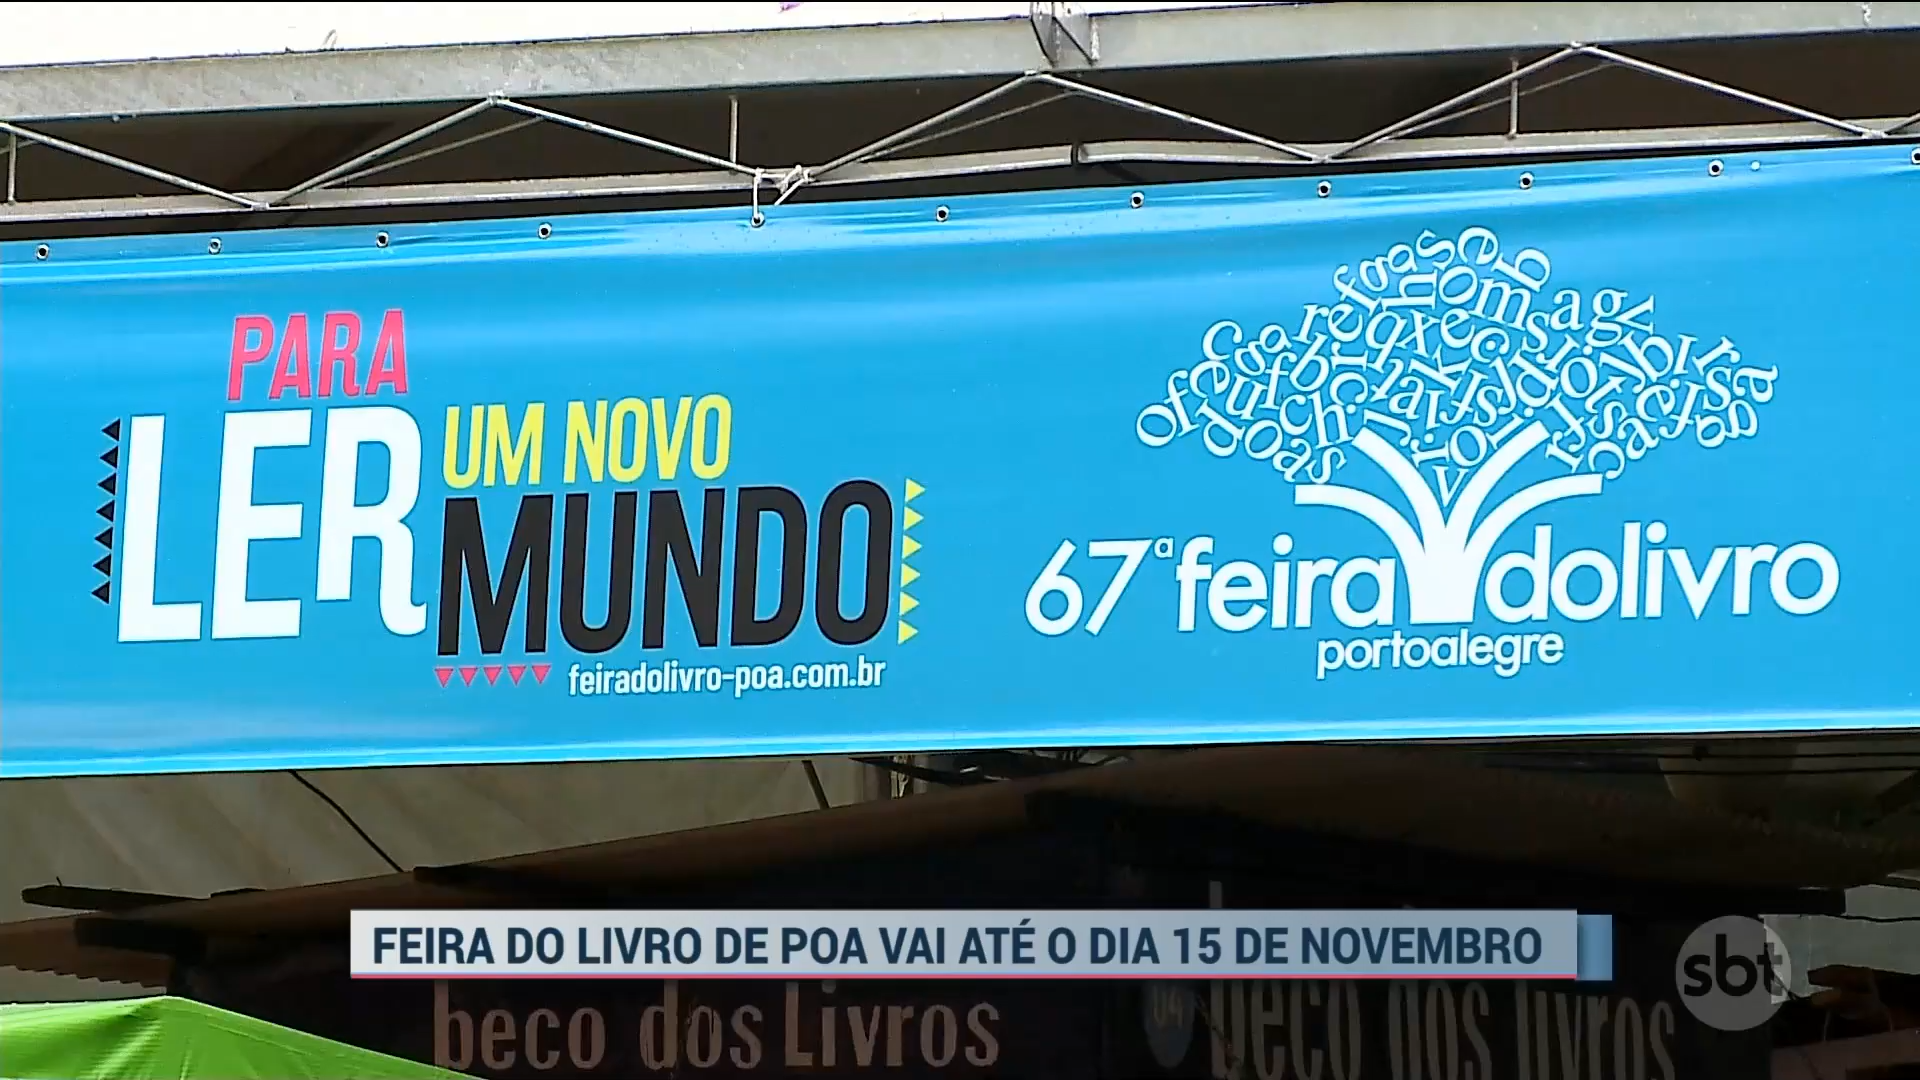 PARA
LER UM NOVO
MUNDO
feiradolivro-poa.com.br
67ª feira dolivro
portoalegre
FEIRA DO LIVRO DE POA VAI ATÉ O DIA 15 DE NOVEMBRO
sbt
beco dos Livros
04
beco dos livros